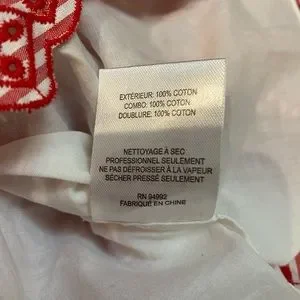 EXTÉRIEUR: 100% COTON
COMBO: 100% COTON
DOUBLURE: 100% COTON
NETTOYAGE À SEC
PROFESSIONNEL SEULEMENT
NE PAS DÉFROISSER À LA VAPEUR
SÉCHER PRESSÉ SEULEMENT
RN 94992
FABRIQUÉ EN CHINE